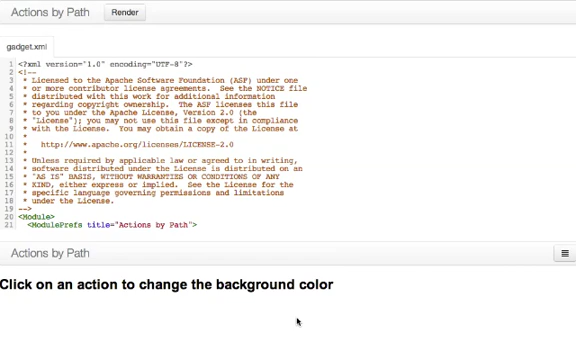 Actions by Path Render
gadget.xml
1 <?xml version="1.0" encoding="UTF-8"?>
2 <!--
3 * Licensed to the Apache Software Foundation (ASF) under one
4 * or more contributor license agreements.  See the NOTICE file
5 * distributed with this work for additional information
6 * regarding copyright ownership.  The ASF licenses this file
7 * to you under the Apache License, Version 2.0 (the
8 * "License"); you may not use this file except in compliance
9 * with the License.  You may obtain a copy of the License at
10 *
11 *   http://www.apache.org/licenses/LICENSE-2.0
12 *
13 * Unless required by applicable law or agreed to in writing,
14 * software distributed under the License is distributed on an
15 * "AS IS" BASIS, WITHOUT WARRANTIES OR CONDITIONS OF ANY
16 * KIND, either express or implied.  See the License for the
17 * specific language governing permissions and limitations
18 * under the License.
19 -->
20 <Module>
21   <ModulePrefs title="Actions by Path">
Actions by Path
Click on an action to change the background color